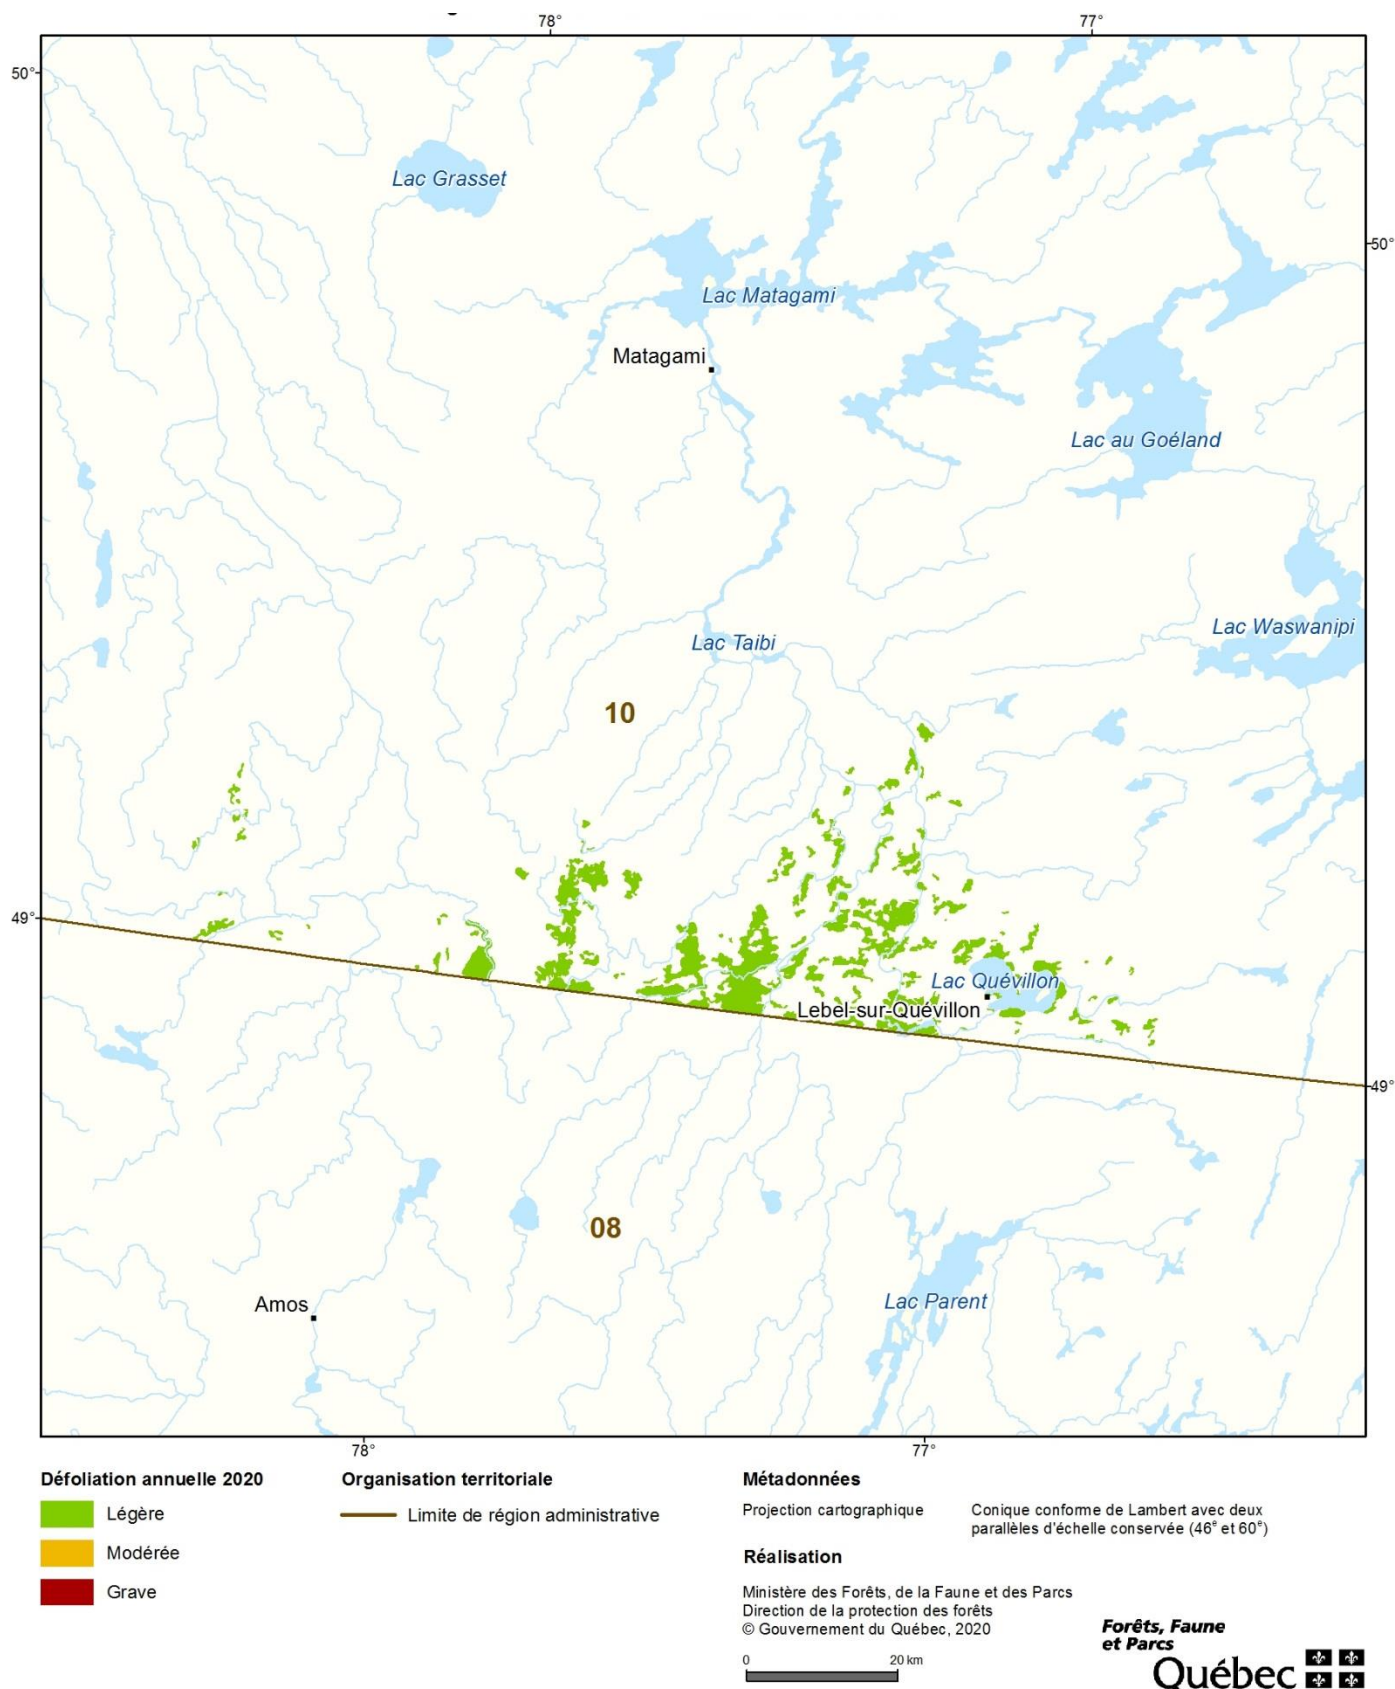 78°
77°
50°
Lac Grasset
50°
Lac Matagami
Matagami
Lac au Goéland
Lac Waswanipi
Lac Taibi
10
49°
Lac Quévillon
Lebel-sur-Quévillon
49°
08
Lac Parent
Amos
78°
77°
Défoliation annuelle 2020
Légère
Modérée
Grave
Organisation territoriale
Limite de région administrative
Métadonnées
Projection cartographique
Conique conforme de Lambert avec deux
parallèles d'échelle conservée (46e et 60e)
Réalisation
Ministère des Forêts, de la Faune et des Parcs
Direction de la protection des forêts
© Gouvernement du Québec, 2020
0 20 km
Forêts, Faune
et Parcs
Québec